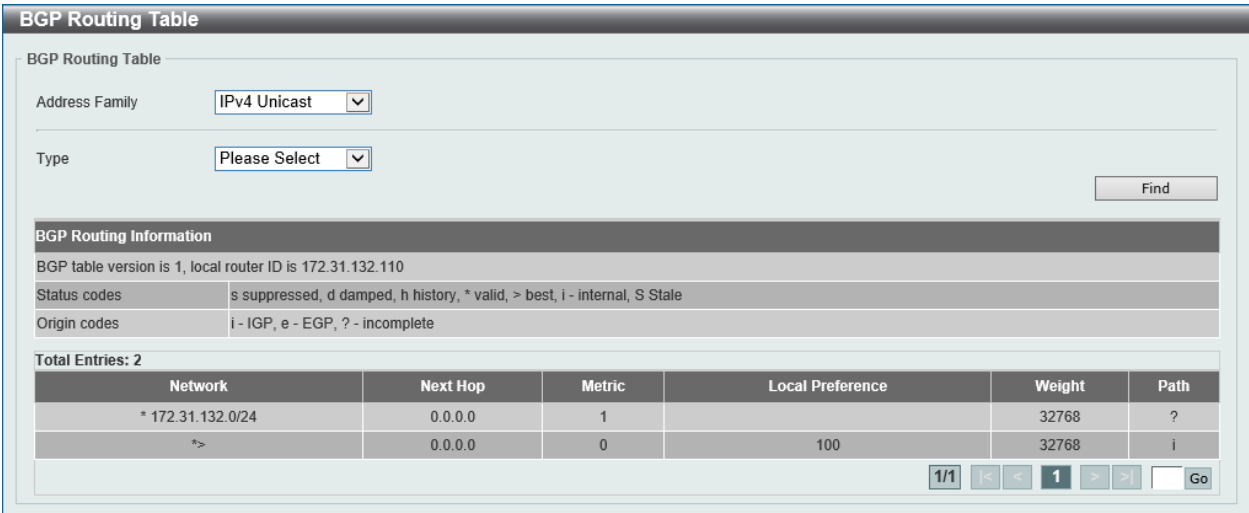 BGP Routing Table
BGP Routing Table
Address Family IPv4 Unicast
Type Please Select
Find
BGP Routing Information
BGP table version is 1, local router ID is 172.31.132.110
Status codes s suppressed, d damped, h history, * valid, > best, i - internal, S Stale
Origin codes i - IGP, e - EGP, ? - incomplete
Total Entries: 2
Network Next Hop Metric Local Preference Weight Path
* 172.31.132.0/24 0.0.0.0 1 32768 ?
*> 0.0.0.0 0 100 32768 i
1/1 |< < 1 > >| Go